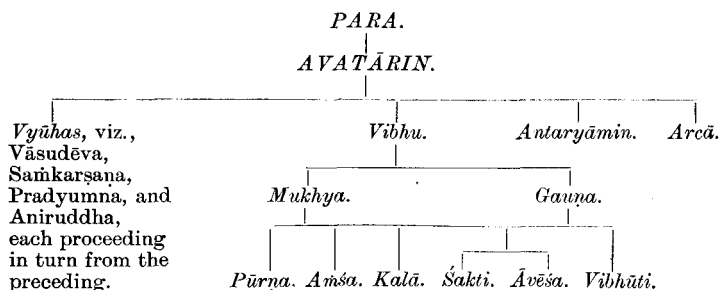 PARA.
AVATĀRIN.
Vyūhas, viz., Vibhu. Antaryāmin. Arcā.
Vāsudēva,
Saṁkarṣaṇa,
Pradyumna, and Mukhya. Gauṇa.
Aniruddha,
each proceeding
in turn from the
preceding. Pūrṇa. Aṁśa. Kalā. Śakti. Āvēśa. Vibhūti.